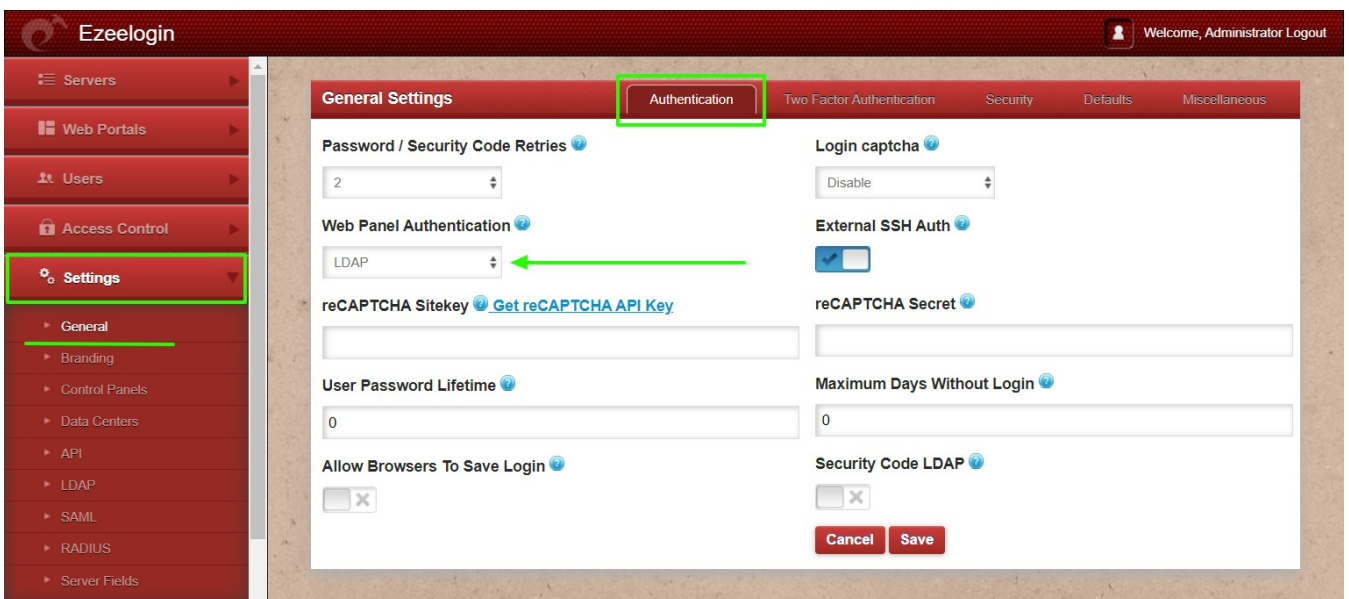 Ezeelogin
Welcome, Administrator Logout
Servers
Web Portals
Users
Access Control
Settings
General
Branding
Control Panels
Data Centers
API
LDAP
SAML
RADIUS
Server Fields
General Settings
Authentication
Two Factor Authentication
Security
Defaults
Miscellaneous
Password / Security Code Retries
2
Login captcha
Disable
Web Panel Authentication
LDAP
External SSH Auth
reCAPTCHA Sitekey Get reCAPTCHA API Key
reCAPTCHA Secret
User Password Lifetime
0
Maximum Days Without Login
0
Allow Browsers To Save Login
Security Code LDAP
Cancel
Save